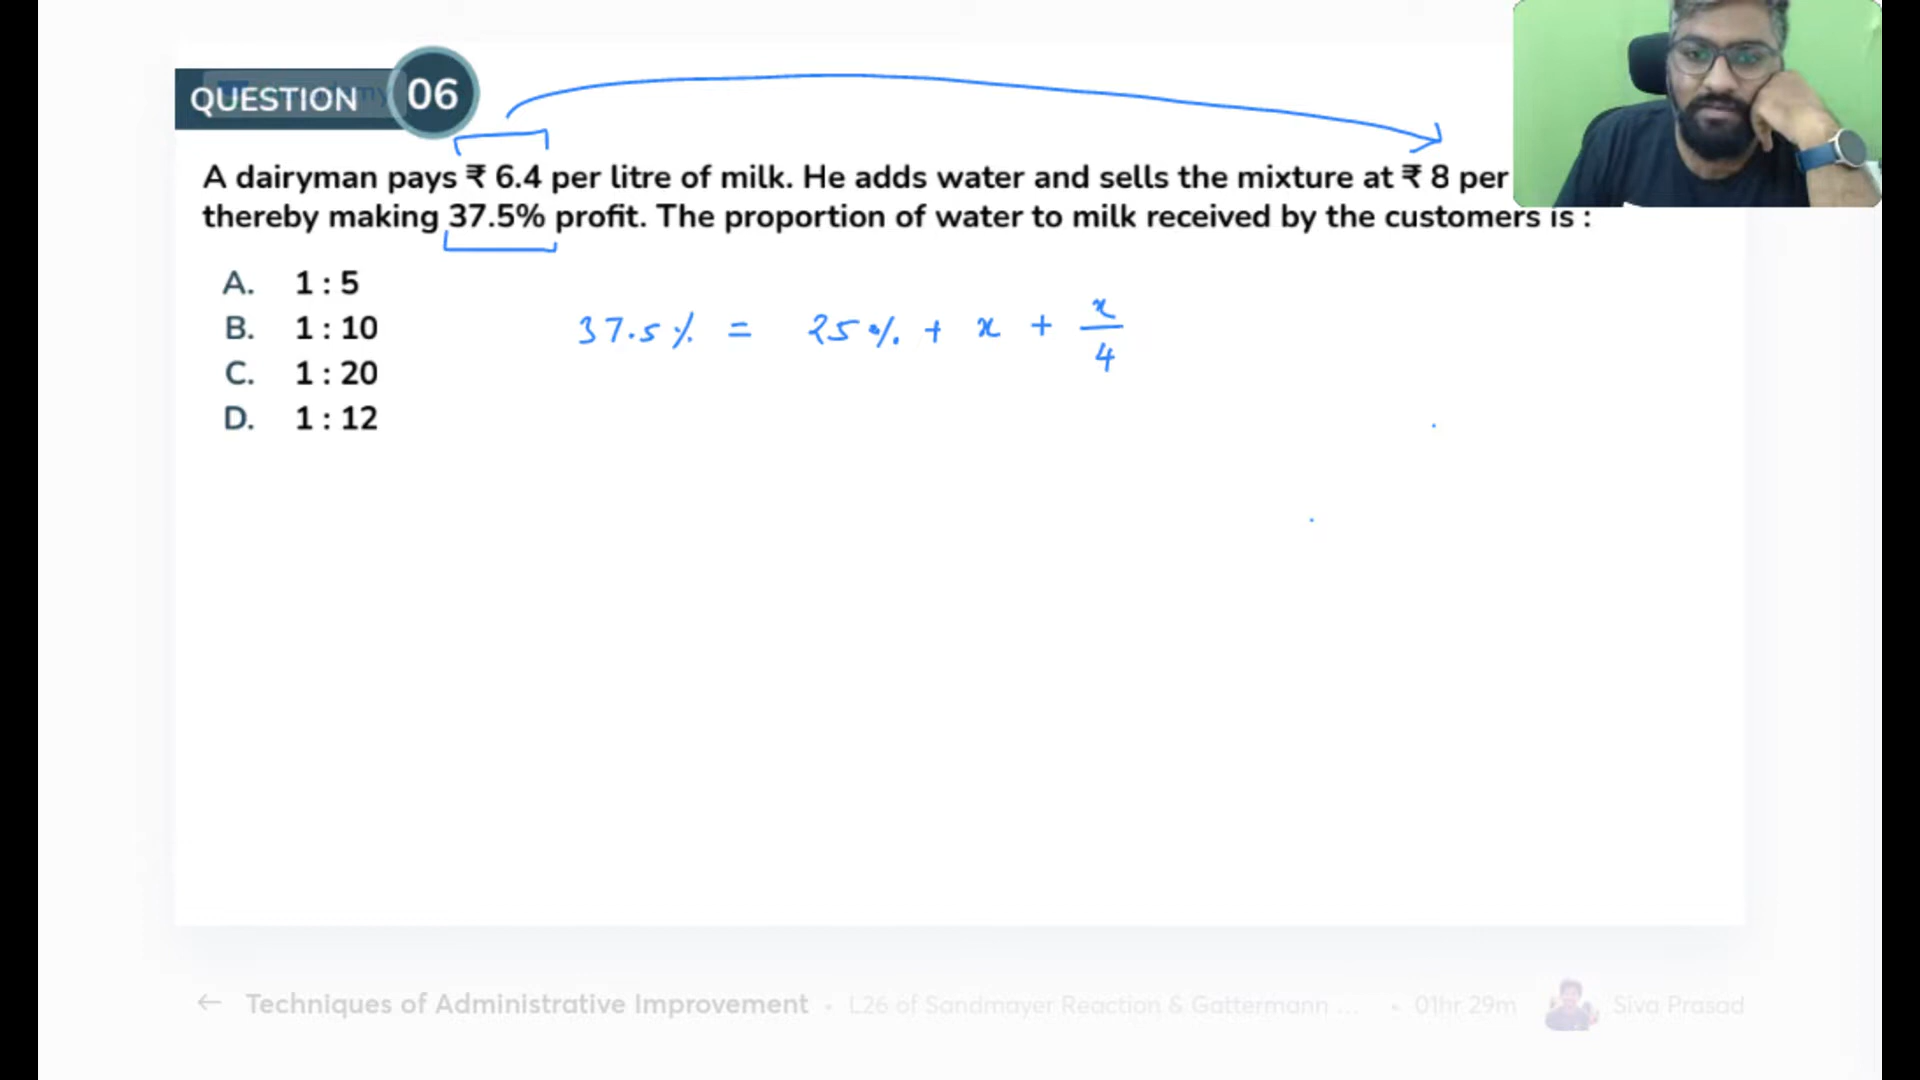 QUESTION 06
A dairyman pays ₹ 6.4 per litre of milk. He adds water and sells the mixture at ₹ 8 per
thereby making 37.5% profit. The proportion of water to milk received by the customers is :
A. 1 : 5
B. 1 : 10
C. 1 : 20
D. 1 : 12
37.5% = 25% + x + x/4
← Techniques of Administrative Improvement • L26 of Sandmayer Reaction & Gattermann ... • 01hr 29m Siva Prasad